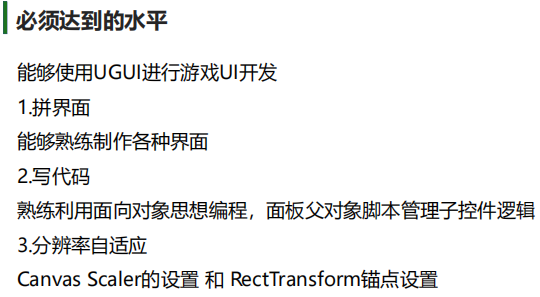 必须达到的水平
能够使用UGUI进行游戏UI开发
1.拼界面
能够熟练制作各种界面
2.写代码
熟练利用面向对象思想编程，面板父对象脚本管理子控件逻辑
3.分辨率自适应
Canvas Scaler的设置 和 RectTransform锚点设置